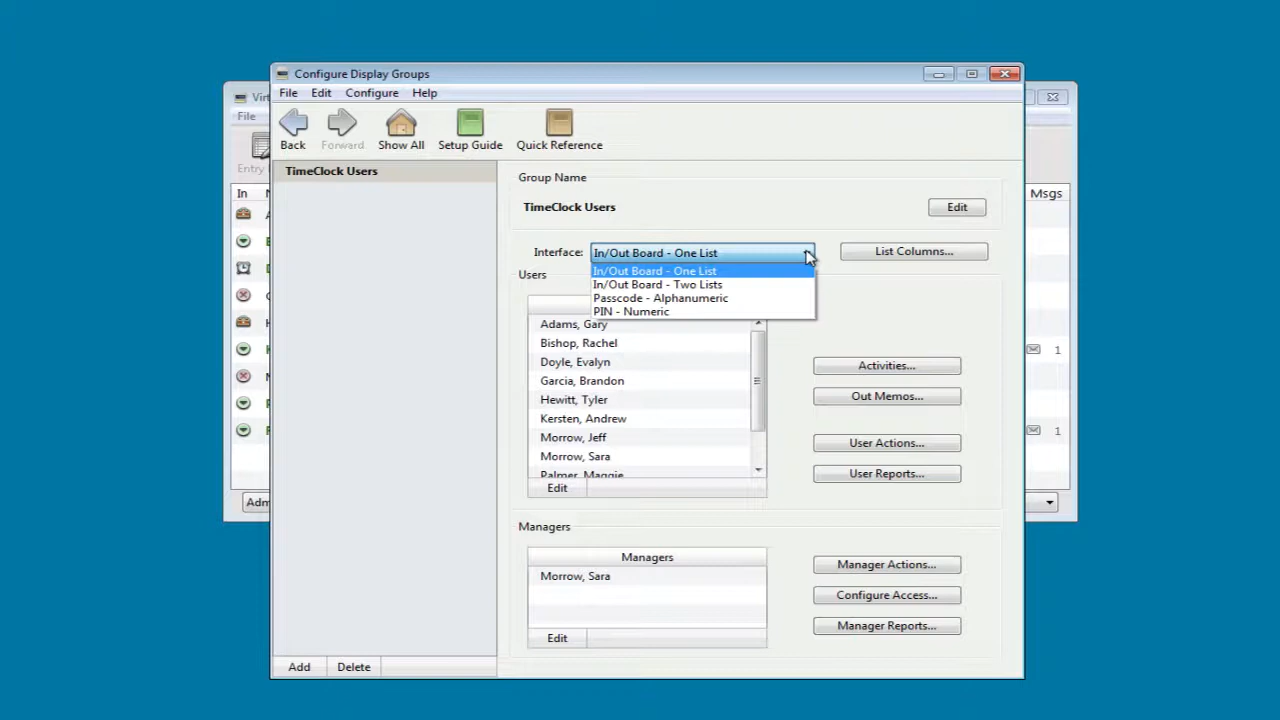 Configure Display Groups
File Edit Configure Help
Back Forward Show All Setup Guide Quick Reference
TimeClock Users
Group Name
TimeClock Users Edit
Interface: In/Out Board - One List List Columns...
In/Out Board - One List
In/Out Board - Two Lists
Passcode - Alphanumeric
PIN - Numeric
Users
Adams, Gary
Bishop, Rachel
Doyle, Evalyn
Garcia, Brandon
Hewitt, Tyler
Kersten, Andrew
Morrow, Jeff
Morrow, Sara
Palmer, Maggie
Edit
Activities...
Out Memos...
User Actions...
User Reports...
Managers
Managers
Morrow, Sara
Edit
Manager Actions...
Configure Access...
Manager Reports...
Add Delete
File
Entry
In
Msgs
1
1